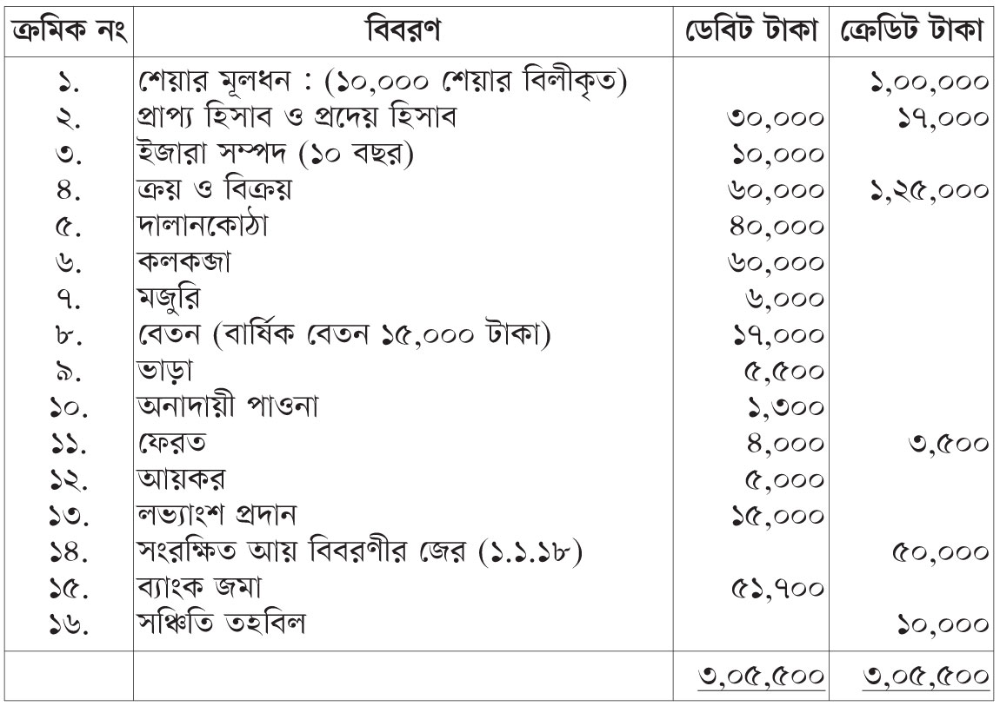 ক্রমিক নং বিবরণ ডেবিট টাকা ক্রেডিট টাকা
১. শেয়ার মূলধন : (১০,০০০ শেয়ার বিলীকৃত) ১,০০,০০০
২. প্রাপ্য হিসাব ও প্রদেয় হিসাব ৩০,০০০ ১৭,০০০
৩. ইজারা সম্পদ (১০ বছর) ১০,০০০
৪. ক্রয় ও বিক্রয় ৬০,০০০ ১,২৫,০০০
৫. দালানকোঠা ৪০,০০০
৬. কলকব্জা ৬০,০০০
৭. মজুরি ৬,০০০
৮. বেতন (বার্ষিক বেতন ১৫,০০০ টাকা) ১৭,০০০
৯. ভাড়া ৫,৫০০
১০. অনাদায়ী পাওনা ১,৩০০
১১. ফেরত ৪,০০০ ৩,৫০০
১২. আয়কর ৫,০০০
১৩. লভ্যাংশ প্রদান ১৫,০০০
১৪. সংরক্ষিত আয় বিবরণীর জের (১.১.১৮) ৫০,০০০
১৫. ব্যাংক জমা ৫১,৭০০
১৬. সঞ্চিতি তহবিল ১০,০০০
৩,০৫,৫০০ ৩,০৫,৫০০